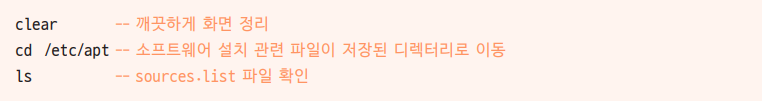 clear -- 깨끗하게 화면 정리
cd /etc/apt -- 소프트웨어 설치 관련 파일이 저장된 디렉터리로 이동
ls -- sources.list 파일 확인